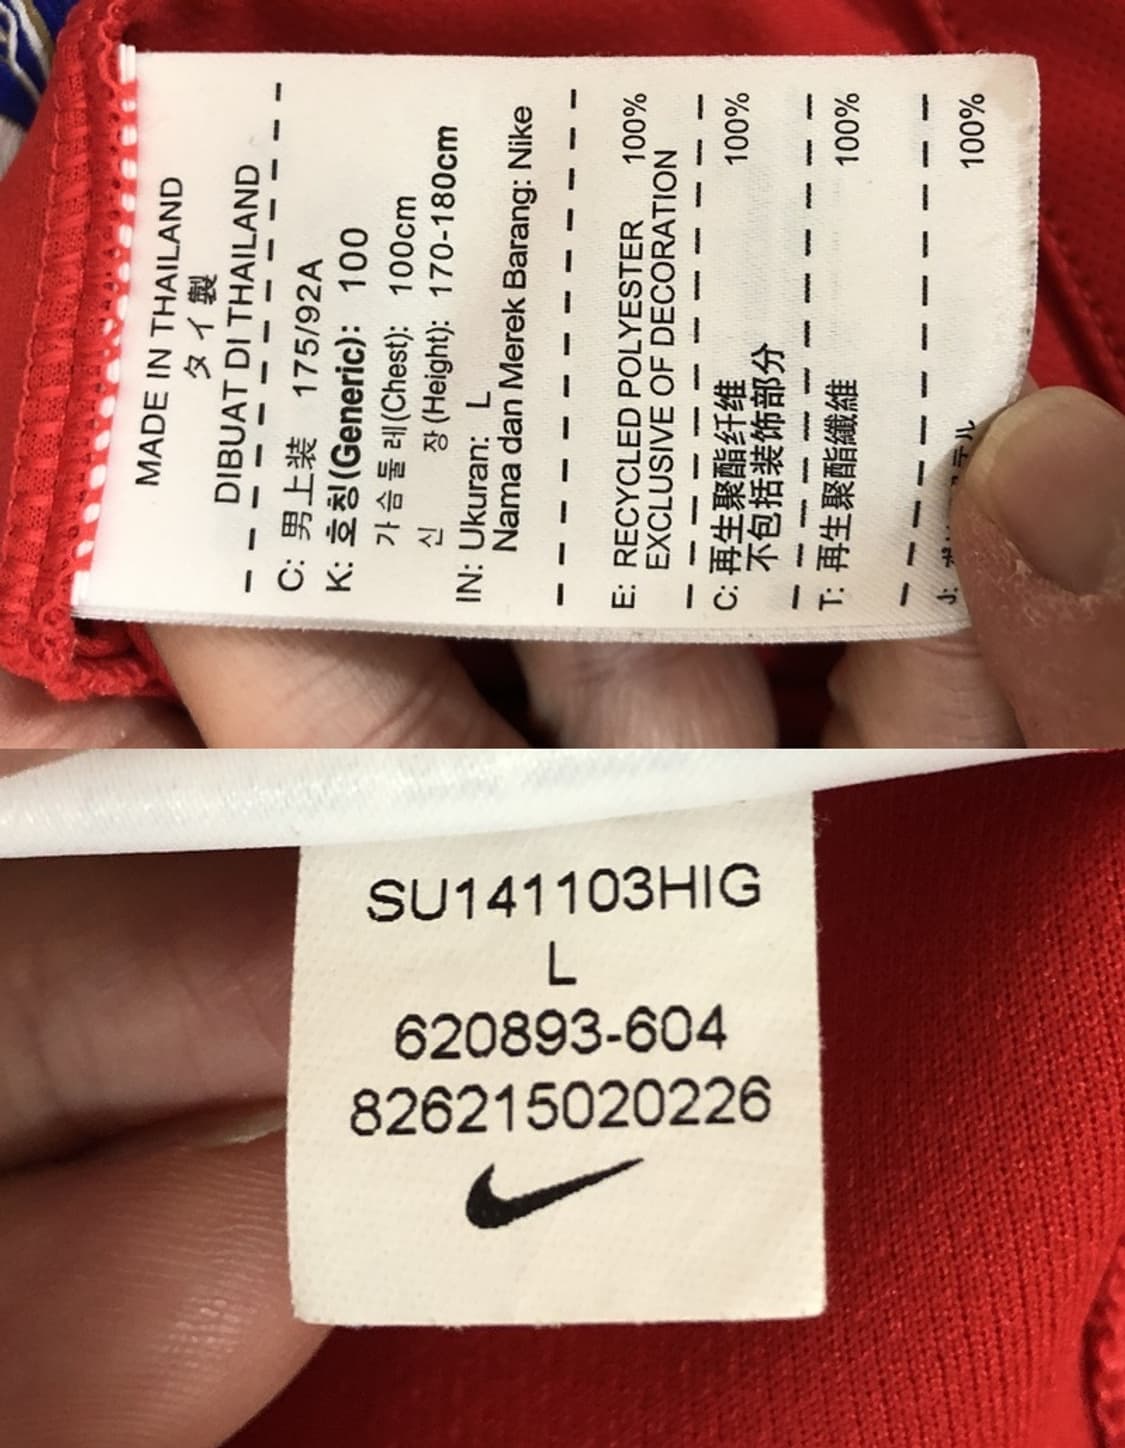 MADE IN THAILAND
タイ製
DIBUAT DI THAILAND
C: 男上装 175/92A
K: 호칭(Generic): 100
가슴둘레(Chest): 100cm
신 장(Height): 170-180cm
IN: Ukuran: L
Nama dan Merek Barang: Nike
E: RECYCLED POLYESTER 100%
EXCLUSIVE OF DECORATION
C: 再生聚酯纤维 100%
不包括装饰部分
T: 再生聚酯纖維 100%
J: 100%
SU141103HIG
L
620893-604
826215020226